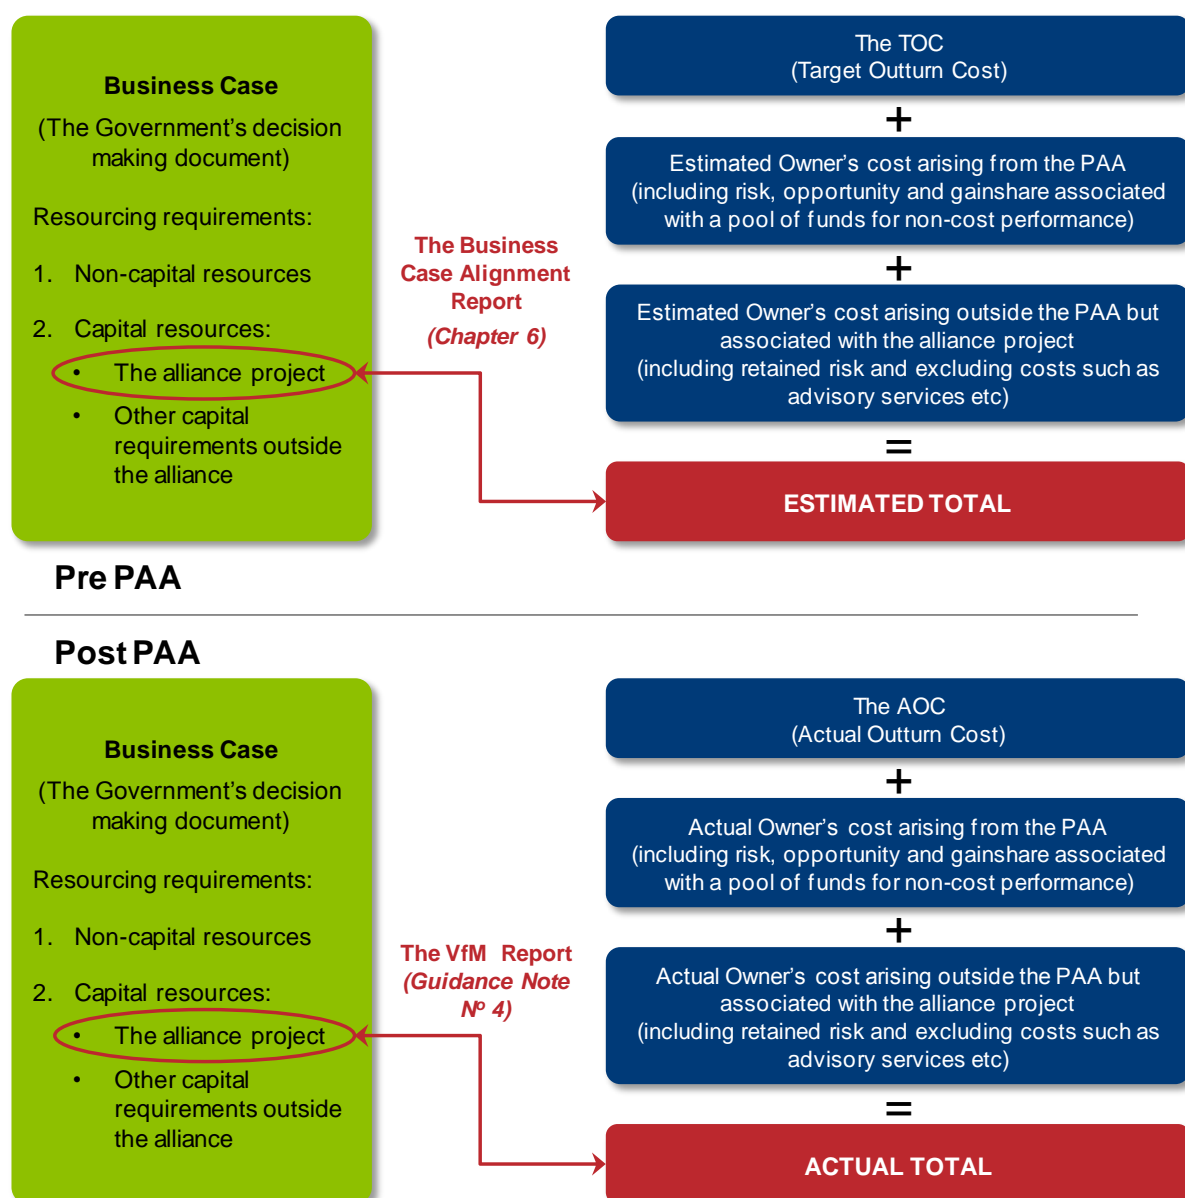 Business Case
(The Government's decision
making document)
Resourcing requirements:
1. Non-capital resources
2. Capital resources:
• The alliance project
• Other capital
requirements outside
the alliance
The Business
Case Alignment
Report
(Chapter 6)
The TOC
(Target Outturn Cost)
+
Estimated Owner's cost arising from the PAA
(including risk, opportunity and gainshare associated
with a pool of funds for non-cost performance)
+
Estimated Owner's cost arising outside the PAA but
associated with the alliance project
(including retained risk and excluding costs such as
advisory services etc)
=
ESTIMATED TOTAL
Pre PAA
Post PAA
Business Case
(The Government's decision
making document)
Resourcing requirements:
1. Non-capital resources
2. Capital resources:
• The alliance project
• Other capital
requirements outside
the alliance
The VfM Report
(Guidance Note
Nº 4)
The AOC
(Actual Outturn Cost)
+
Actual Owner's cost arising from the PAA
(including risk, opportunity and gainshare associated
with a pool of funds for non-cost performance)
+
Actual Owner's cost arising outside the PAA but
associated with the alliance project
(including retained risk and excluding costs such as
advisory services etc)
=
ACTUAL TOTAL